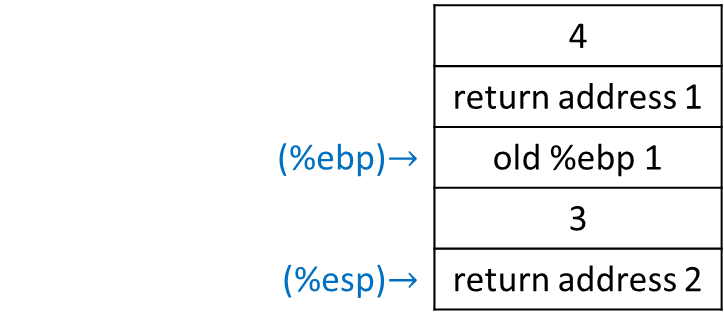 4
return address 1
(%ebp)→ old %ebp 1
3
(%esp)→ return address 2